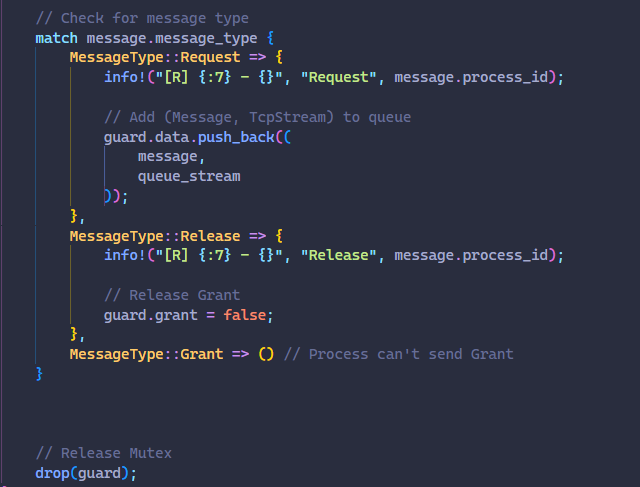 // Check for message type
match message.message_type {
MessageType::Request => {
info!("[R] {:7} - {}", "Request", message.process_id);
// Add (Message, TcpStream) to queue
guard.data.push_back((
message,
queue_stream
));
},
MessageType::Release => {
info!("[R] {:7} - {}", "Release", message.process_id);
// Release Grant
guard.grant = false;
},
MessageType::Grant => () // Process can't send Grant
}
// Release Mutex
drop(guard);